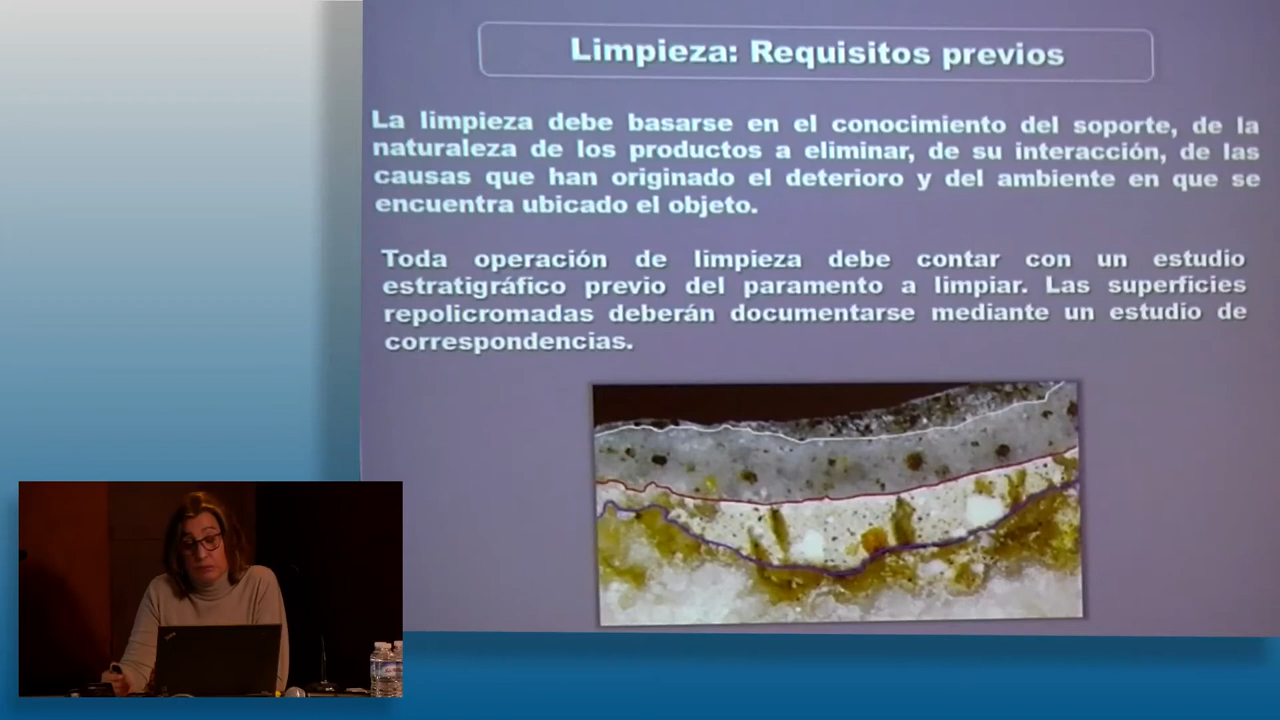 Limpieza: Requisitos previos
La limpieza debe basarse en el conocimiento del soporte, de la
naturaleza de los productos a eliminar, de su interacción, de las
causas que han originado el deterioro y del ambiente en que se
encuentra ubicado el objeto.
Toda operación de limpieza debe contar con un estudio
estratigráfico previo del paramento a limpiar. Las superficies
repolicromadas deberán documentarse mediante un estudio de
correspondencias.